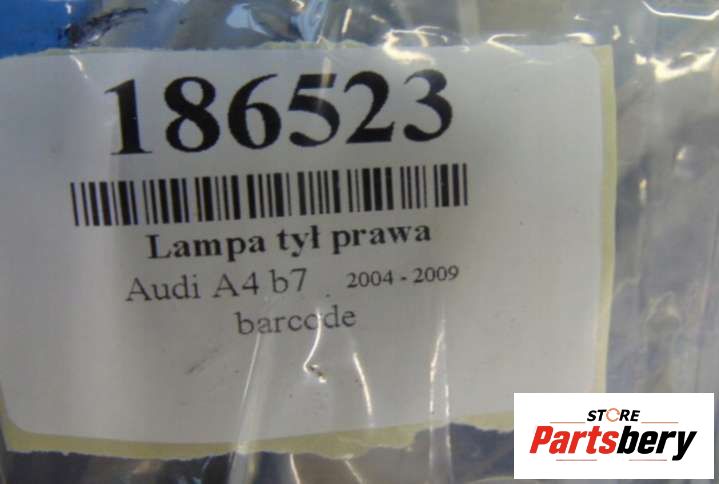 186523
Lampa tył prawa
Audi A4 b7 2004 - 2009
barcode
STORE
Partsbery